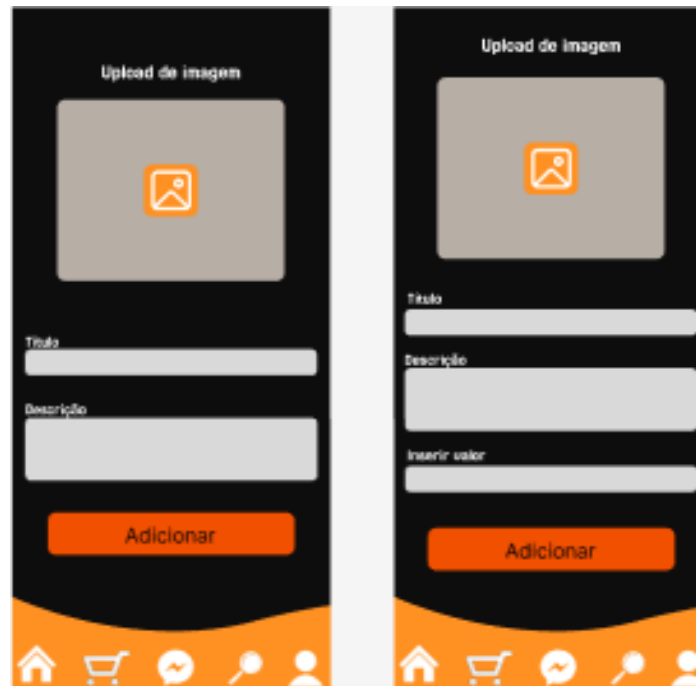 Upload de imagem
Título
Descrição
Adicionar
Upload de imagem
Título
Descrição
Inserir valor
Adicionar